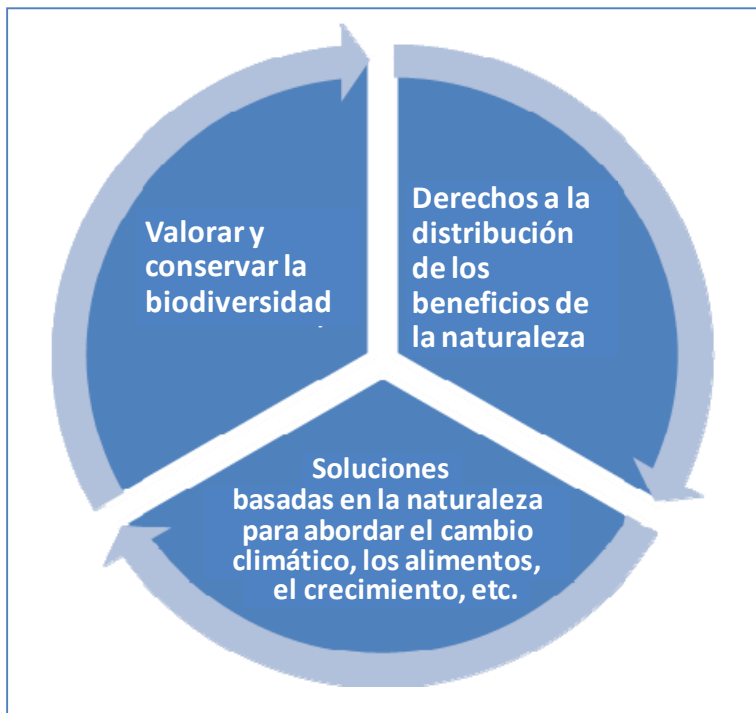 Valorar y
conservar la
biodiversidad
Derechos a la
distribución
de los
beneficios de
la naturaleza
Soluciones
basadas en la naturaleza
para abordar el cambio
climático, los alimentos,
el crecimiento, etc.